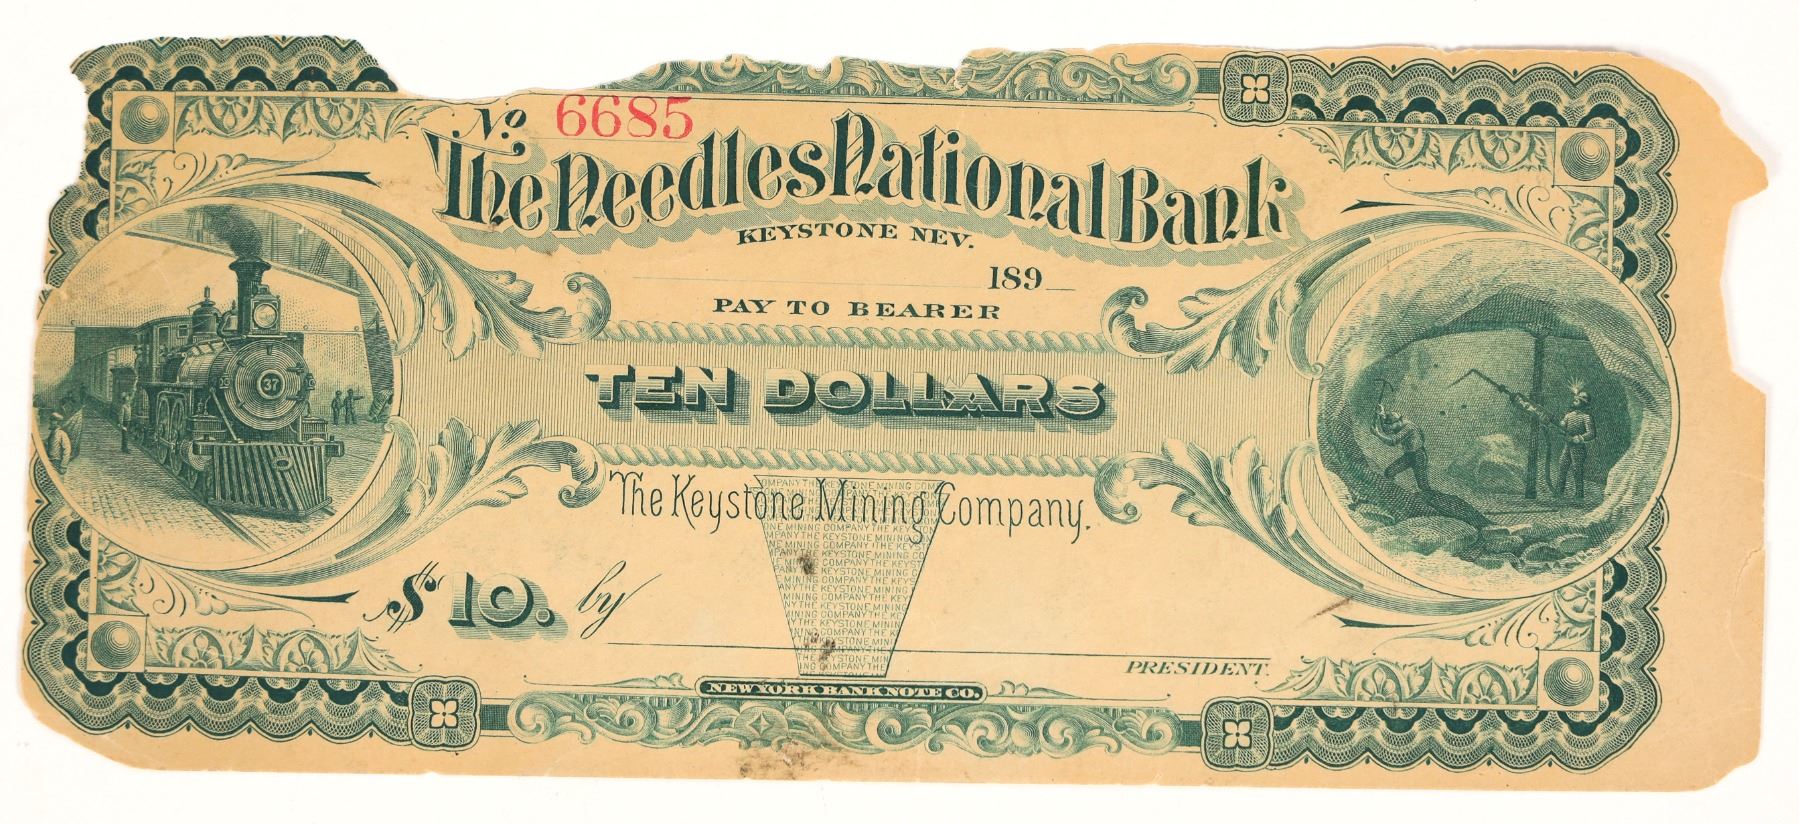 No 6685
The Needles National Bank
KEYSTONE NEV.
189
PAY TO BEARER
TEN DOLLARS
37
The Keystone Mining Company.
$10. by
PRESIDENT.
NEW YORK BANK NOTE CO.